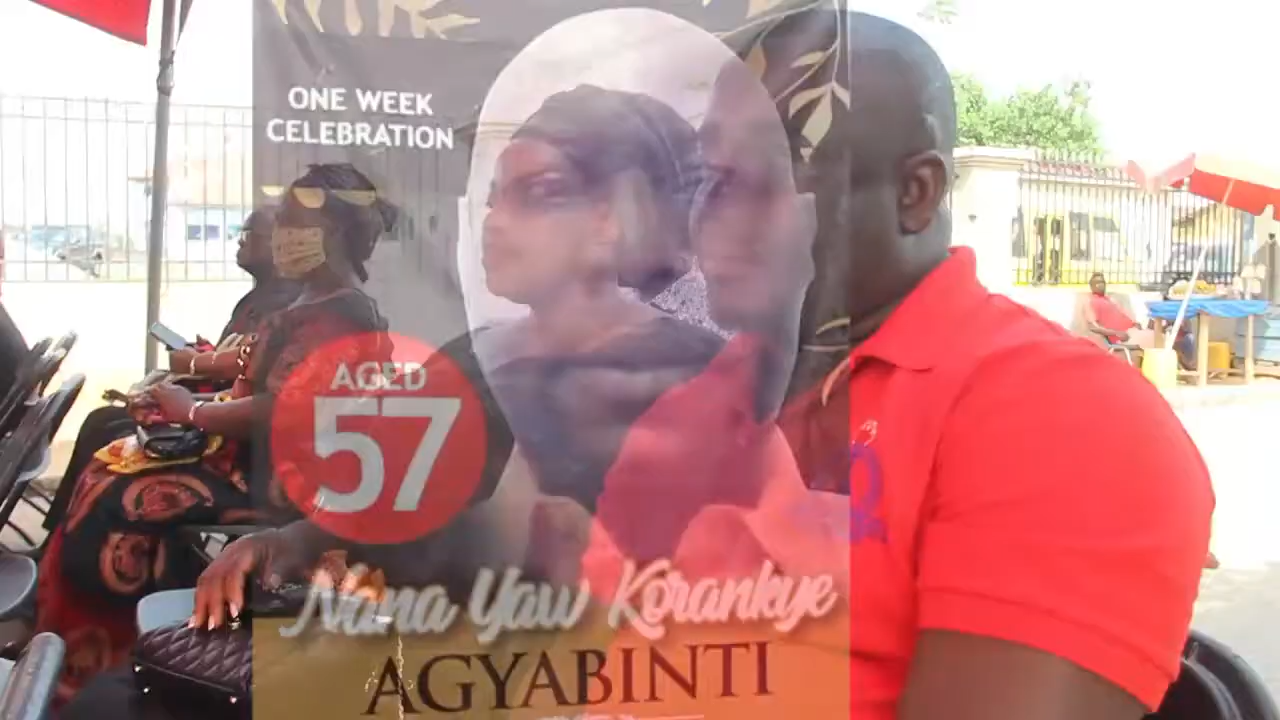 ONE WEEK
CELEBRATION
AGED
57
Nana Yaw Korankye
AGYABINTI